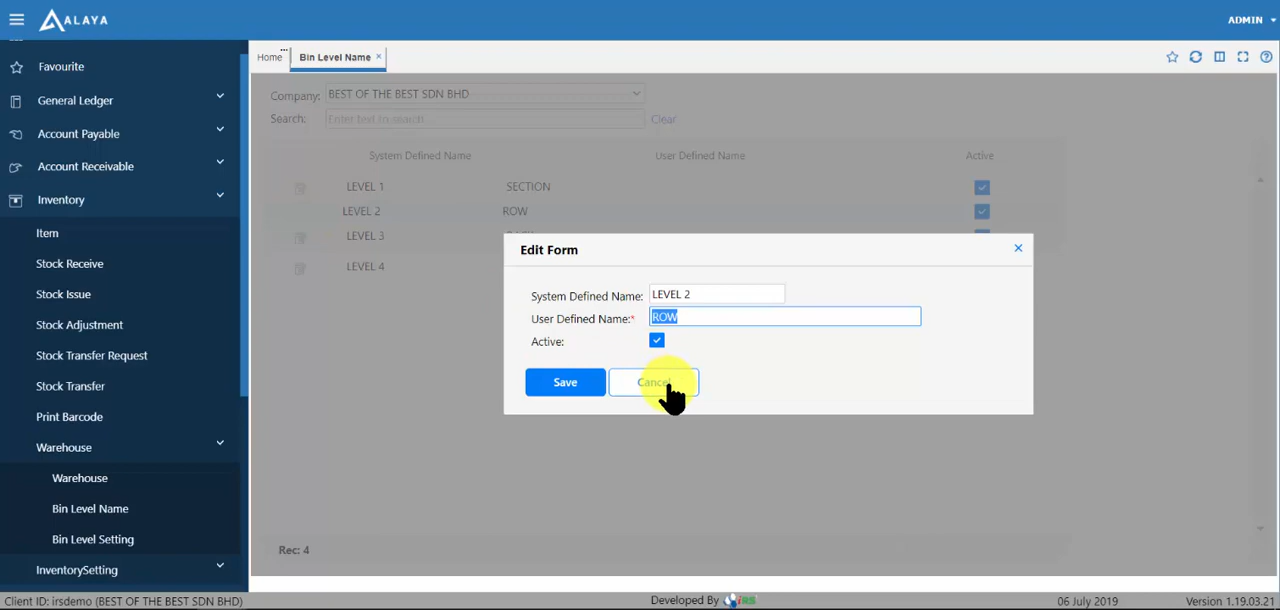 ALAYA
ADMIN
Favourite
General Ledger
Account Payable
Account Receivable
Inventory
Item
Stock Receive
Stock Issue
Stock Adjustment
Stock Transfer Request
Stock Transfer
Print Barcode
Warehouse
Warehouse
Bin Level Name
Bin Level Setting
InventorySetting
Home
Bin Level Name
Company: BEST OF THE BEST SDN BHD
Search: Enter text to search...
Clear
System Defined Name User Defined Name Active
LEVEL 1 SECTION
LEVEL 2 ROW
LEVEL 3
LEVEL 4
Edit Form
System Defined Name: LEVEL 2
User Defined Name:* ROW
Active:
Save Cancel
Rec: 4
Client ID: irsdemo (BEST OF THE BEST SDN BHD)
Developed By iRS
06 July 2019
Version 1.19.03.21